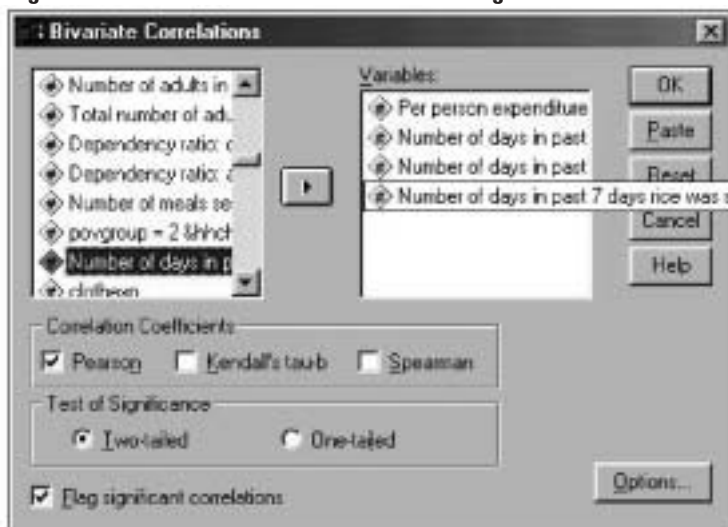 Bivariate Correlations
Number of adults in
Total number of adu
Dependency ratio: c
Dependency ratio: a
Number of meals se
povgroup = 2 &hhch
Number of days in p
clothexn
Variables:
Per person expenditure
Number of days in past
Number of days in past
Number of days in past 7 days rice was s
OK
Paste
Reset
Cancel
Help
Correlation Coefficients
Pearson Kendall's tau-b Spearman
Test of Significance
Two-tailed One-tailed
Flag significant correlations
Options...